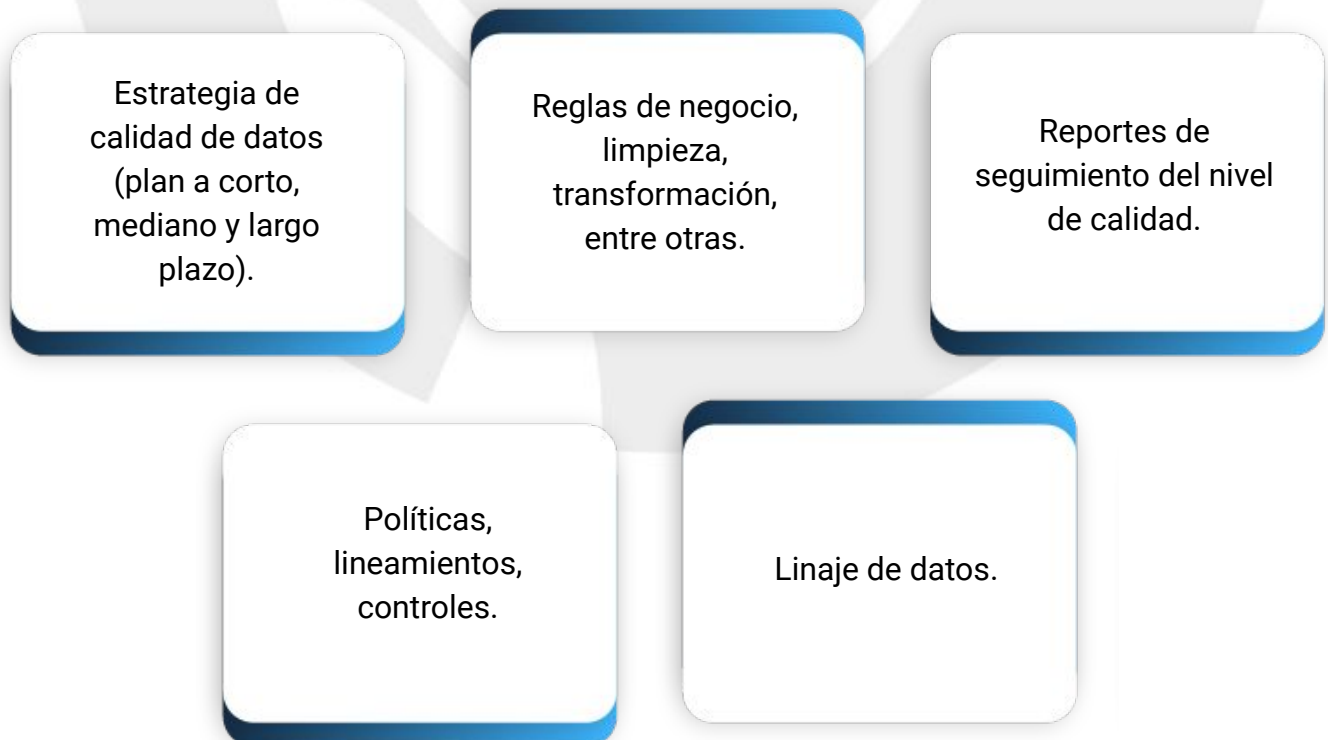 Estrategia de
calidad de datos
(plan a corto,
mediano y largo
plazo).
Reglas de negocio,
limpieza,
transformación,
entre otras.
Reportes de
seguimiento del nivel
de calidad.
Políticas,
lineamientos,
controles.
Linaje de datos.